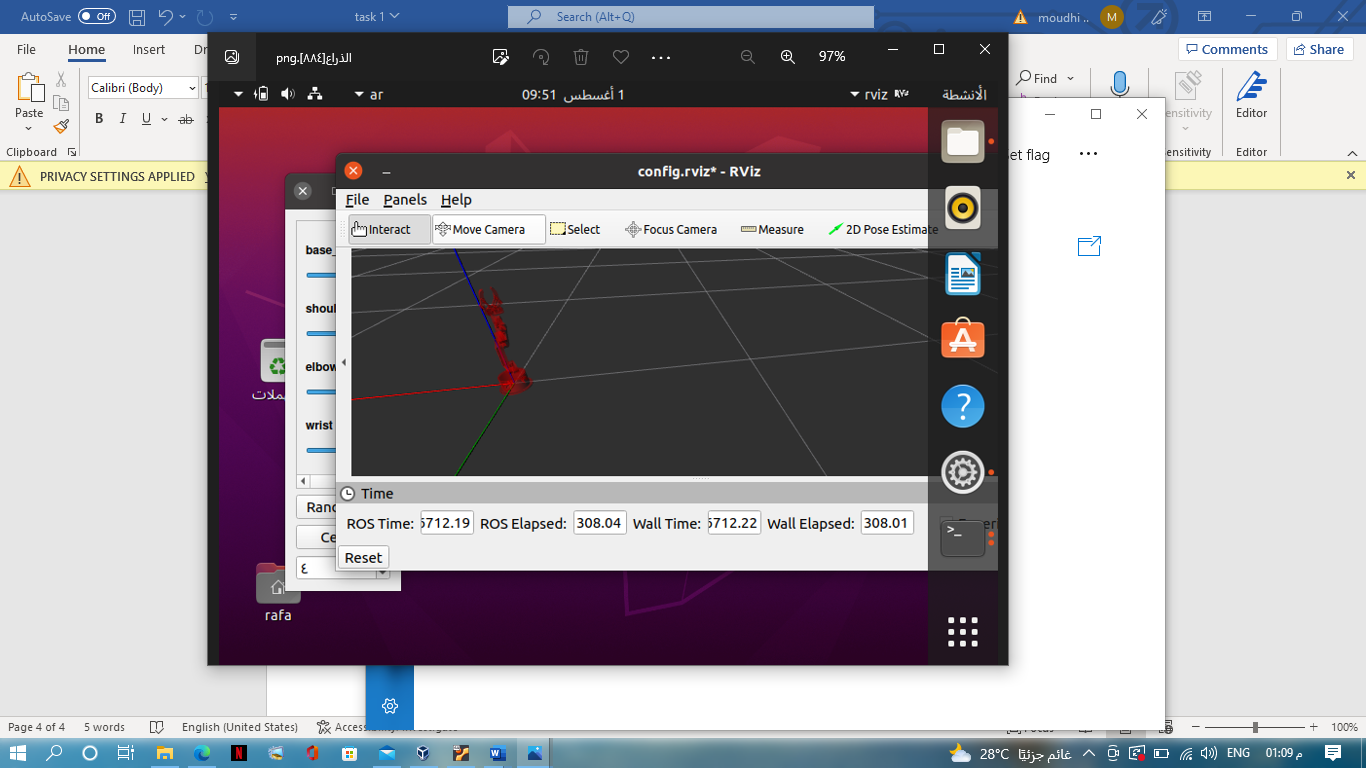 AutoSave Off task 1 Search (Alt+Q) moudhi .. M
File Home Insert Comments Share
Calibri (Body) Find
Paste B I U ab Editor
Clipboard Editor
PRIVACY SETTINGS APPLIED
الذراع[٨٨٤].png 97%
ar 09:51 1 أغسطس rviz الأنشطة
config.rviz* - RViz
File Panels Help
Interact Move Camera Select Focus Camera Measure 2D Pose Estimate
et flag
base_
shoul
elbow
wrist
Time
ROS Time: 6712.19 ROS Elapsed: 308.04 Wall Time: 6712.22 Wall Elapsed: 308.01
Reset
Rand
Ce
٤
rafa
Page 4 of 4 5 words English (United States) 100%
28°C غائم جزئيًا ENG 01:09 م